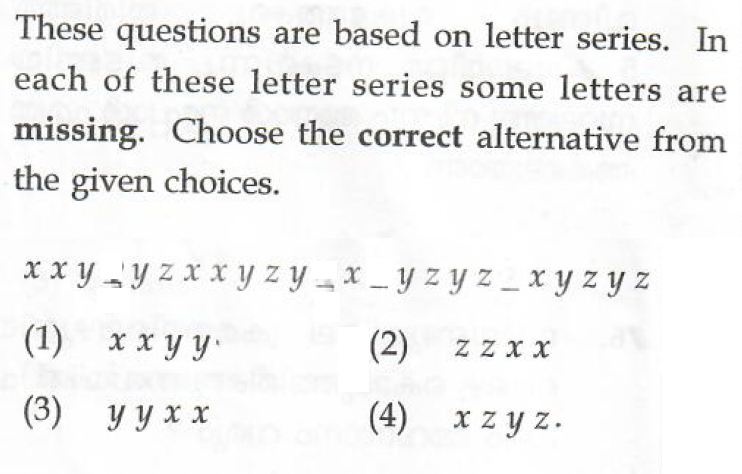 These questions are based on letter series. In
each of these letter series some letters are
missing. Choose the correct alternative from
the given choices.
x x y _ y z x x y z y _ x _ y z y z _ x y z y z
(1) x x y y. (2) z z x x
(3) y y x x (4) x z y z.